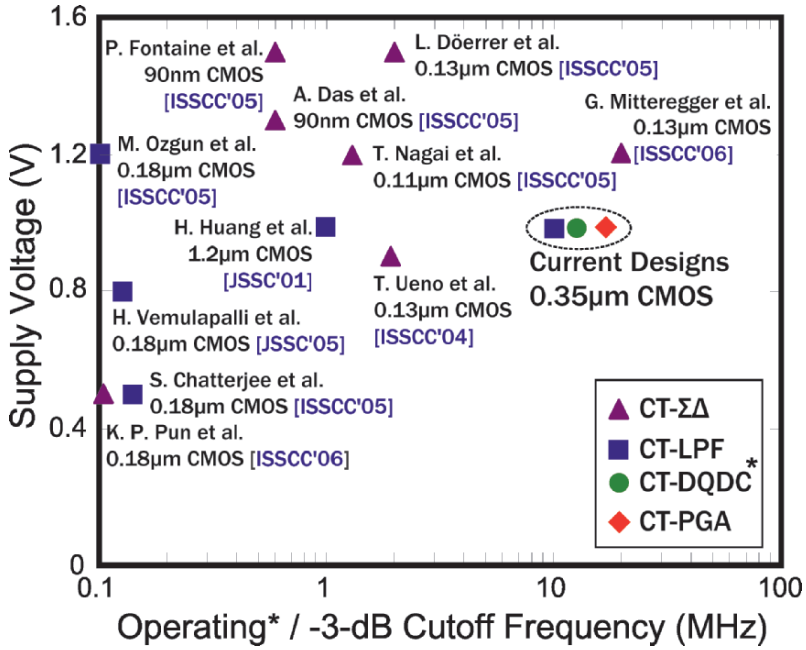 1.6
P. Fontaine et al.
90nm CMOS
[ISSCC'05]
L. Döerrer et al.
0.13µm CMOS [ISSCC'05]
A. Das et al.
90nm CMOS [ISSCC'05]
G. Mitteregger et al.
0.13µm CMOS
[ISSCC'06]
1.2
M. Ozgun et al.
0.18µm CMOS
[ISSCC'05]
T. Nagai et al.
0.11µm CMOS [ISSCC'05]
H. Huang et al.
1.2µm CMOS
[JSSC'01]
Current Designs
0.35µm CMOS
T. Ueno et al.
0.13µm CMOS
[ISSCC'04]
0.8
H. Vemulapalli et al.
0.18µm CMOS [JSSC'05]
S. Chatterjee et al.
0.18µm CMOS [ISSCC'05]
0.4
K. P. Pun et al.
0.18µm CMOS [ISSCC'06]
CT-ΣΔ
CT-LPF
CT-DQDC*
CT-PGA
0
0.1 1 10 100
Supply Voltage (V)
Operating* / -3-dB Cutoff Frequency (MHz)